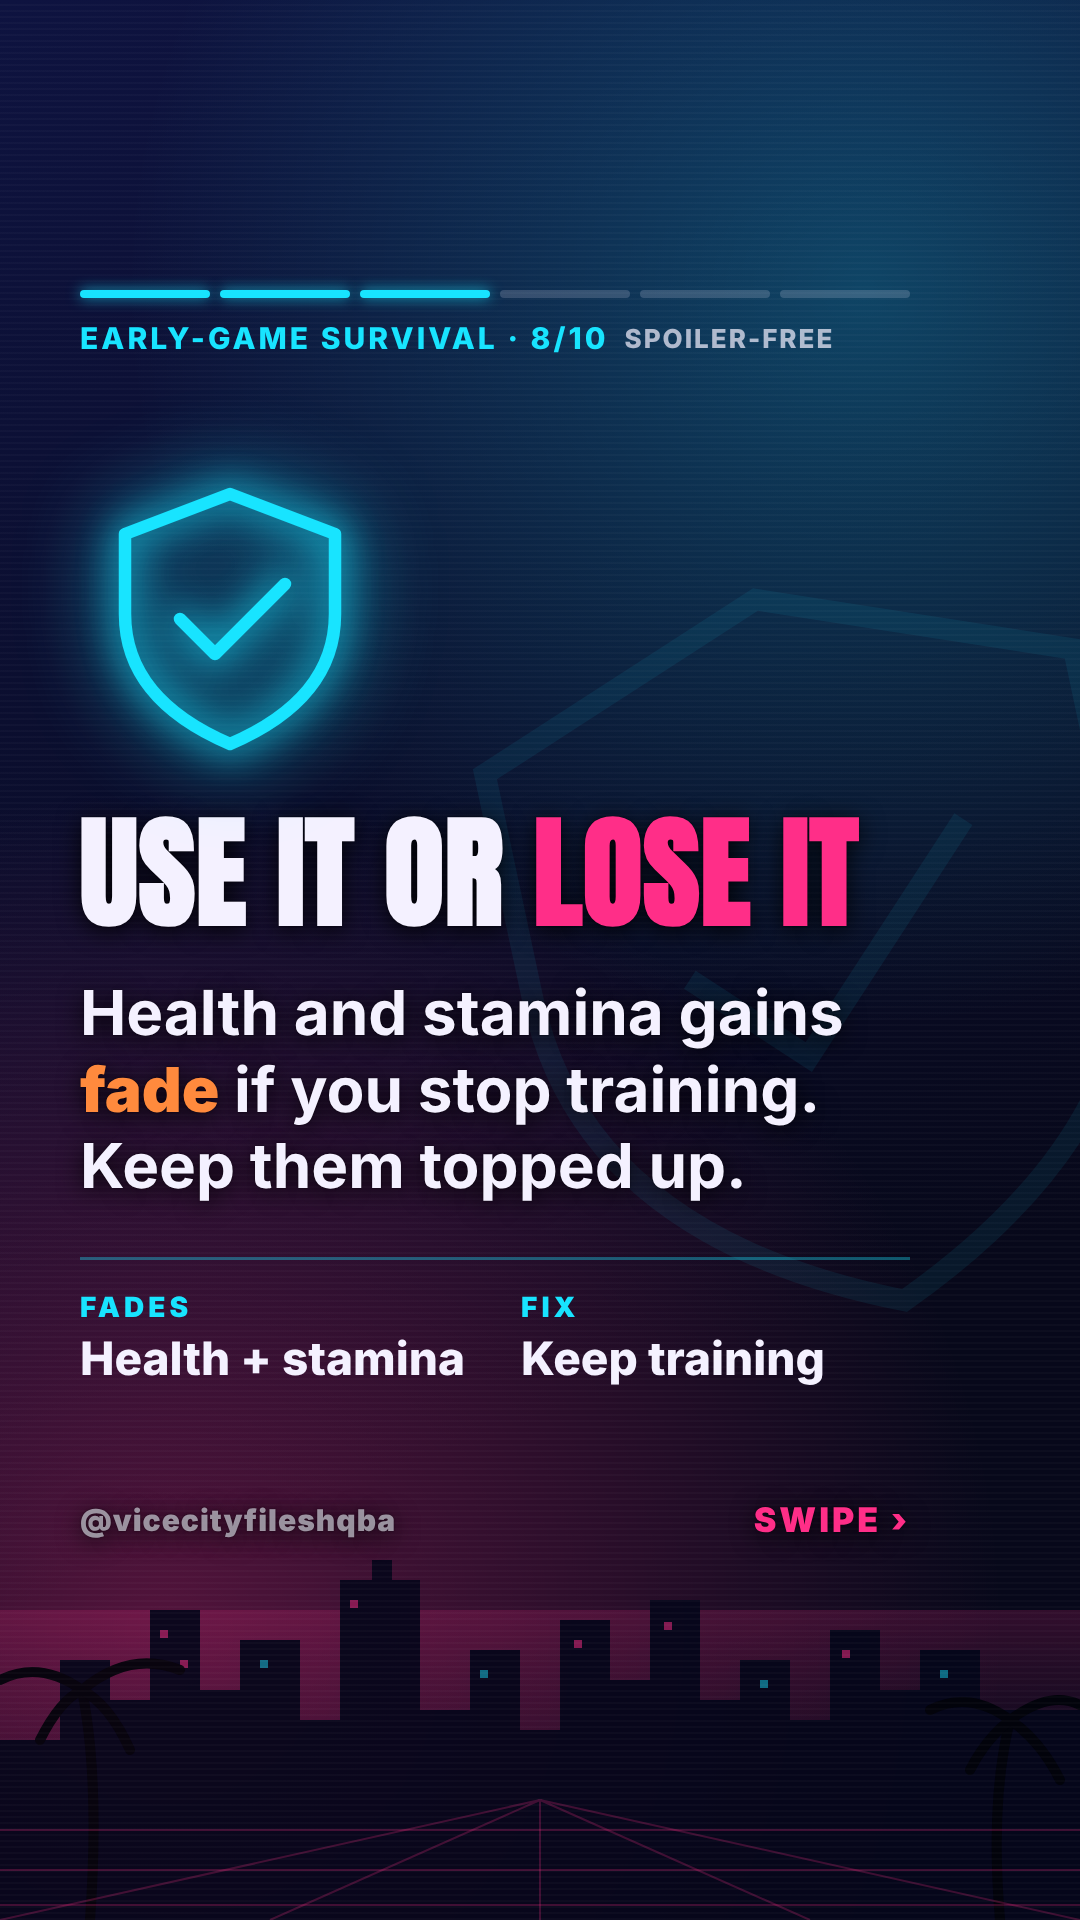 EARLY-GAME SURVIVAL · 8/10 SPOILER-FREE
USE IT OR LOSE IT
Health and stamina gains
fade if you stop training.
Keep them topped up.
FADES
Health + stamina
FIX
Keep training
@vicecityfileshqba
SWIPE ›